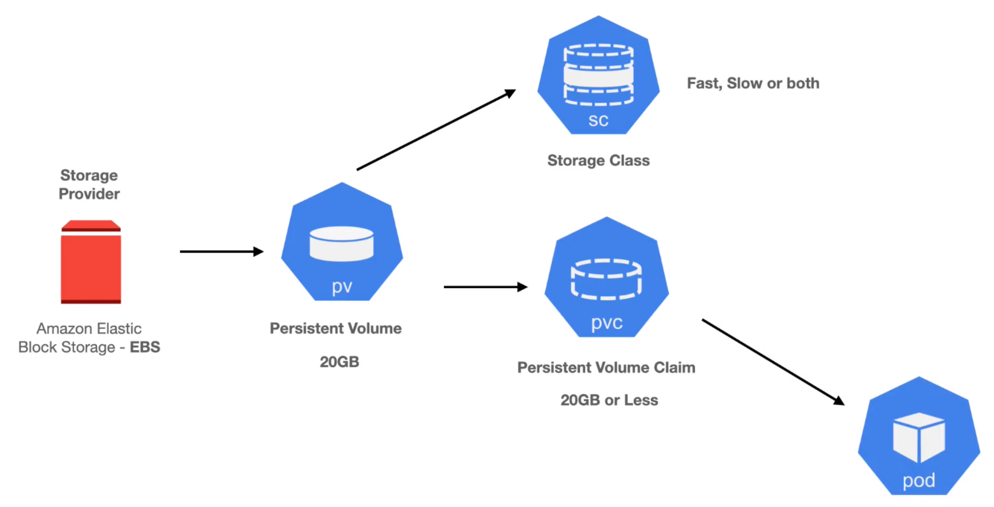 sc
Fast, Slow or both
Storage Class
Storage
Provider
pv
pvc
Amazon Elastic
Block Storage - EBS
Persistent Volume
20GB
Persistent Volume Claim
20GB or Less
pod